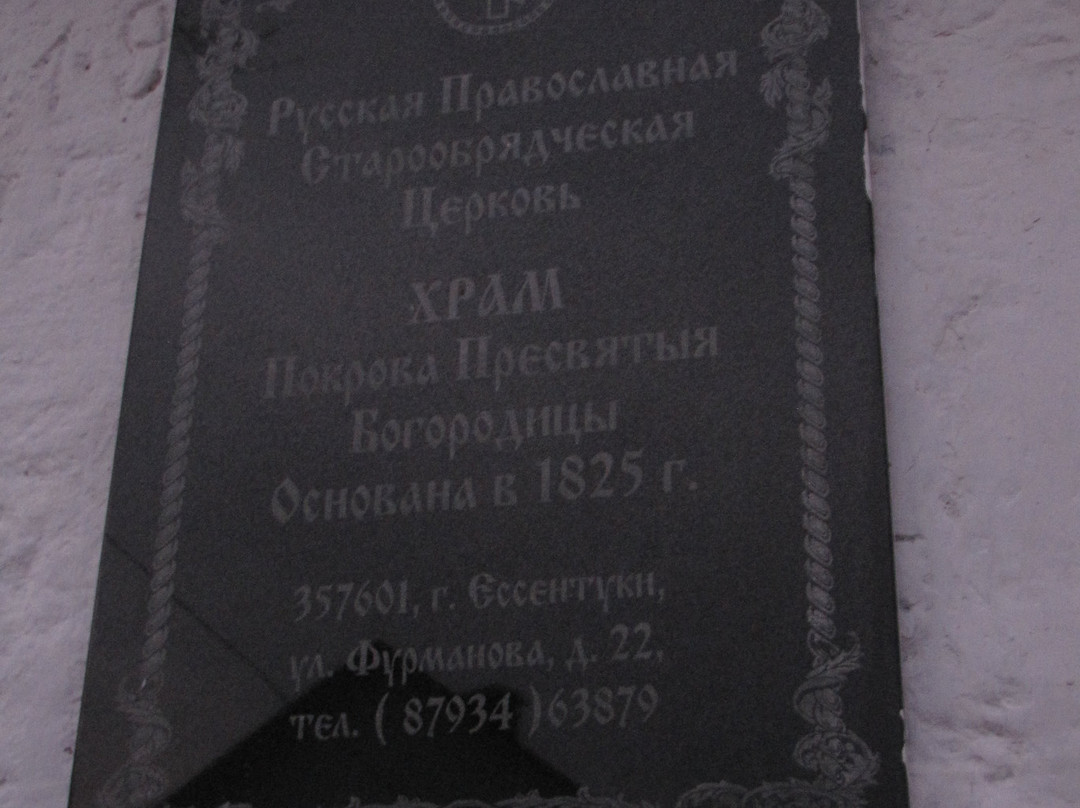 Русская Православная
Старообрядческая
Церковь
ХРАМ
Покрова Пресвятыя
Богородицы
Основана в 1825 г.
357601, г. Ессентуки,
ул. Фурманова, д. 22,
тел. ( 87934 )63879